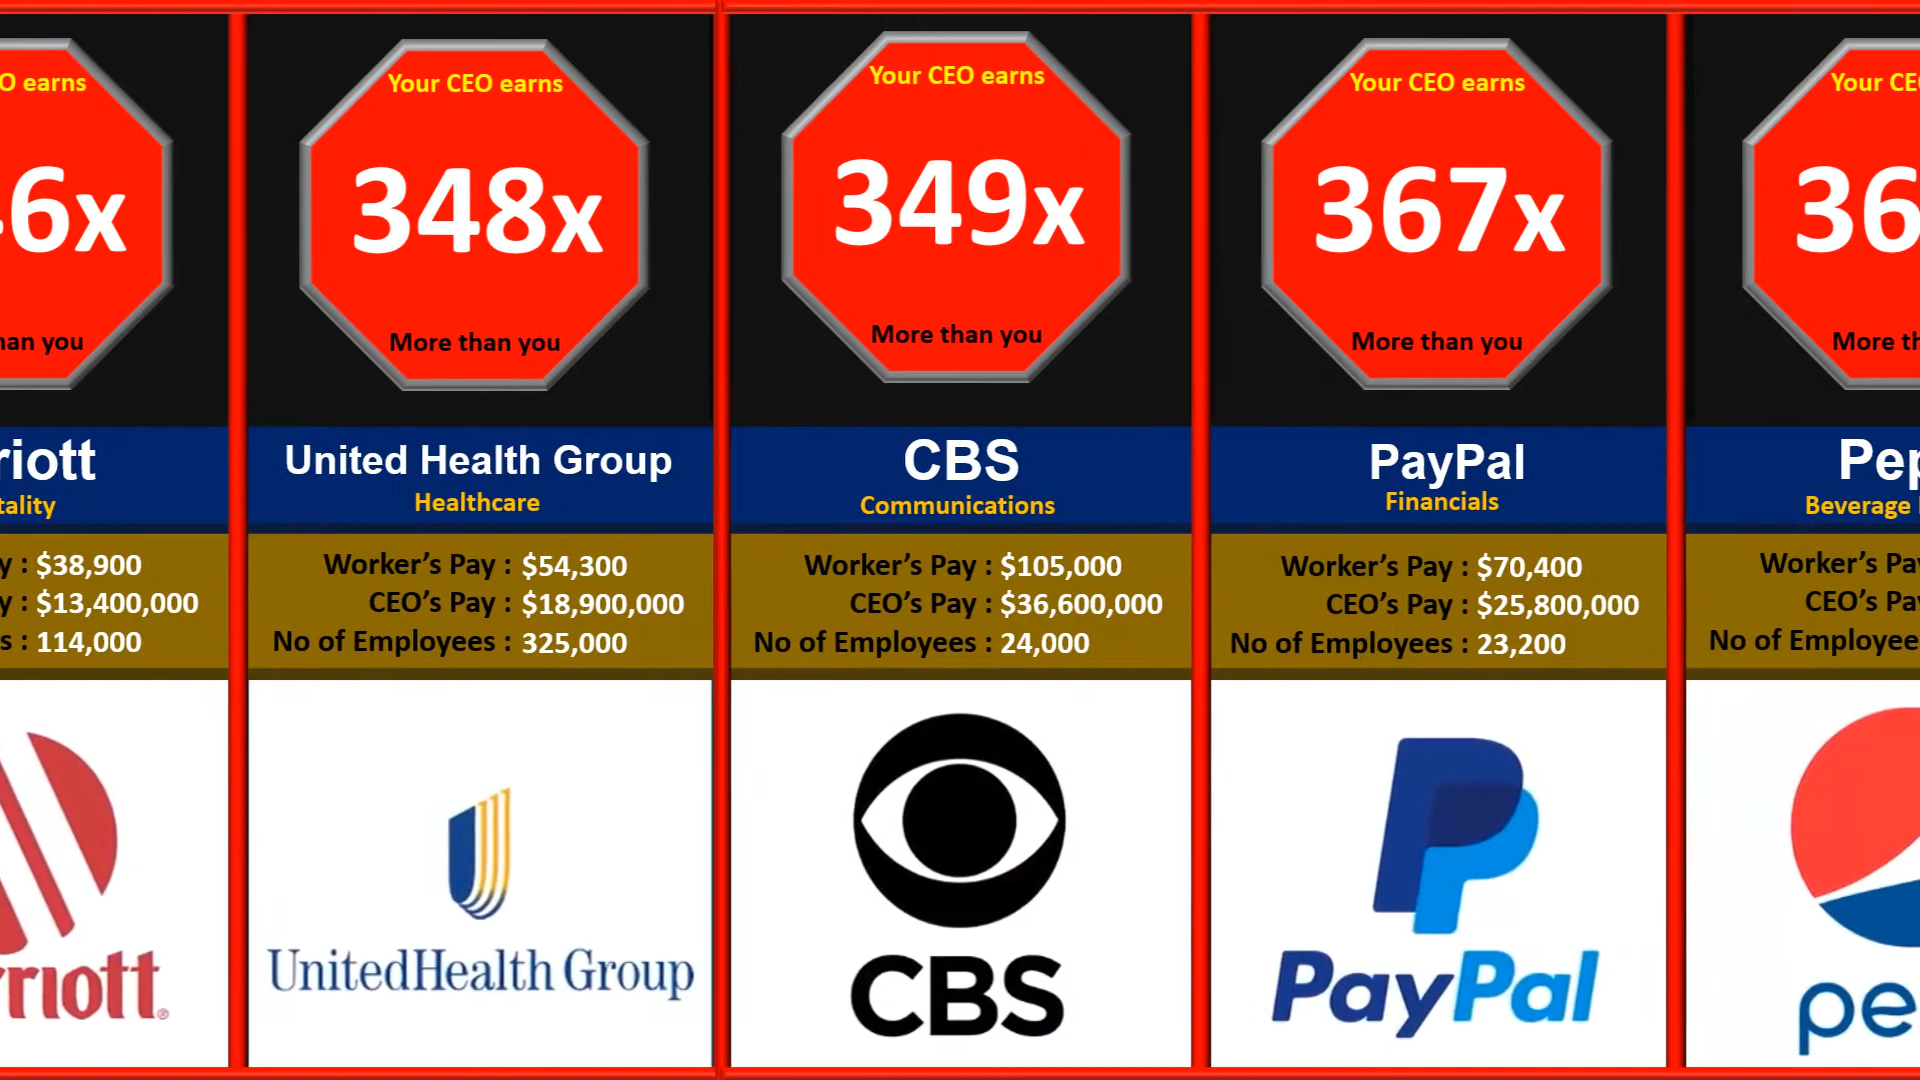 O earns
6x
han you
riott
tality
y : $38,900
y : $13,400,000
s : 114,000
rriott
®
Your CEO earns
348x
More than you
United Health Group
Healthcare
Worker's Pay : $54,300
CEO's Pay : $18,900,000
No of Employees : 325,000
UnitedHealth Group
Your CEO earns
349x
More than you
CBS
Communications
Worker's Pay : $105,000
CEO's Pay : $36,600,000
No of Employees : 24,000
CBS
Your CEO earns
367x
More than you
PayPal
Financials
Worker's Pay : $70,400
CEO's Pay : $25,800,000
No of Employees : 23,200
PayPal
Your CE
36
More th
Pep
Beverage
Worker's Pay
CEO's Pay
No of Employee
pe